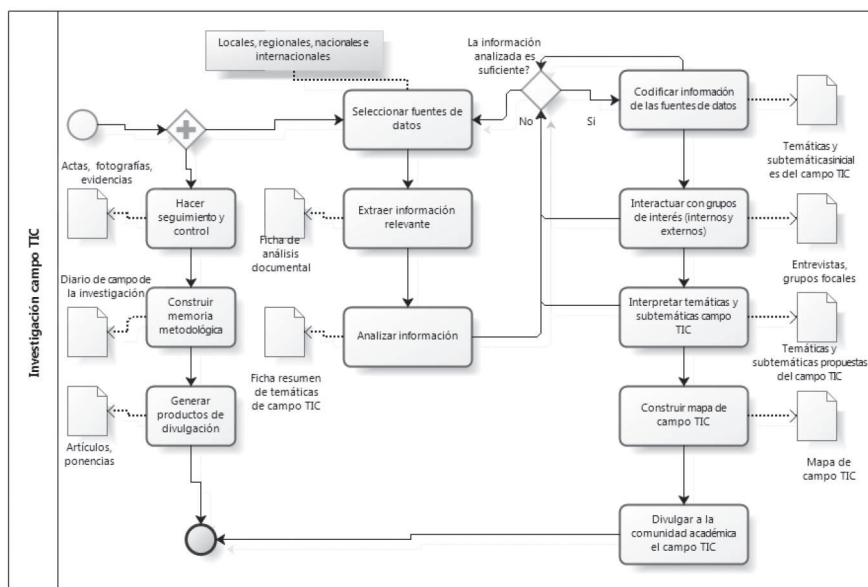 Investigación campo TIC
Locales, regionales, nacionales e
internacionales
La información
analizada es
suficiente?
No
Si
Seleccionar fuentes de
datos
Codificar información
de las fuentes de datos
Temáticas y
subtemáticasinicial
es del campo TIC
Actas, fotografías,
evidencias
Hacer
seguimiento y
control
Extraer información
relevante
Ficha de
análisis
documental
Interactuar con grupos
de interés (internos y
externos)
Entrevistas,
grupos focales
Diario de campo de
la investigación
Construir
memoria
metodológica
Analizar información
Ficha resumen
de temáticas
de campo TIC
Interpretar temáticas y
subtemáticas campo
TIC
Temáticas y
subtemáticas propuestas
del campo TIC
Generar
productos de
divulgación
Artículos,
ponencias
Construir mapa de
campo TIC
Mapa de
campo TIC
Divulgar a la
comunidad académica
el campo TIC